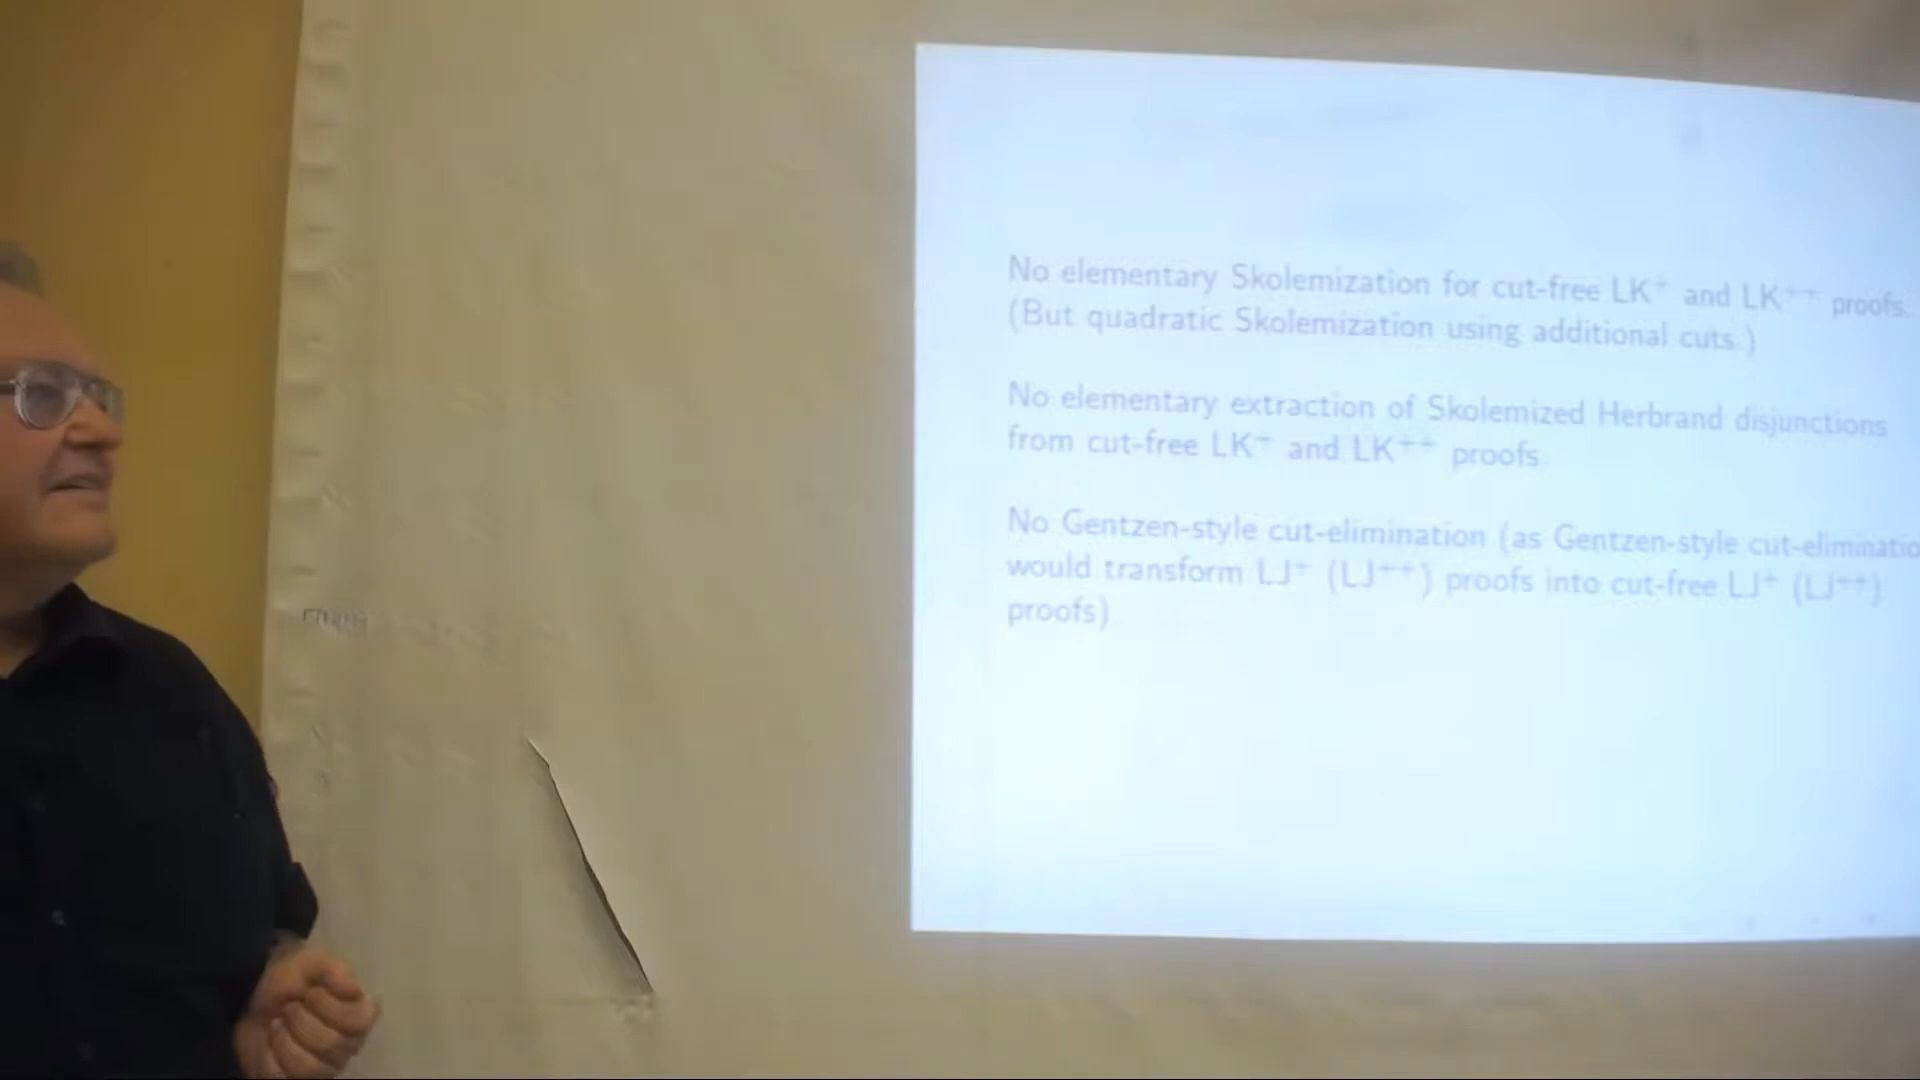 No elementary Skolemization for cut-free LK⁺ and LK⁺⁺ proofs.
(But quadratic Skolemization using additional cuts.)
No elementary extraction of Skolemized Herbrand disjunctions
from cut-free LK⁺ and LK⁺⁺ proofs.
No Gentzen-style cut-elimination (as Gentzen-style cut-eliminatio
would transform LJ⁺ (LJ⁺⁺) proofs into cut-free LJ⁺ (LJ⁺⁺)
proofs)